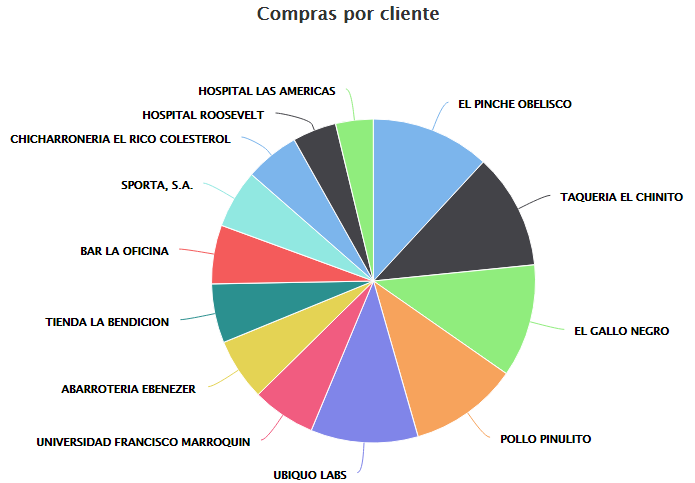 Compras por cliente
HOSPITAL LAS AMERICAS
EL PINCHE OBELISCO
HOSPITAL ROOSEVELT
CHICHARRONERIA EL RICO COLESTEROL
SPORTA, S.A.
TAQUERIA EL CHINITO
BAR LA OFICINA
TIENDA LA BENDICION
EL GALLO NEGRO
ABARROTERIA EBENEZER
UNIVERSIDAD FRANCISCO MARROQUIN
POLLO PINULITO
UBIQUO LABS